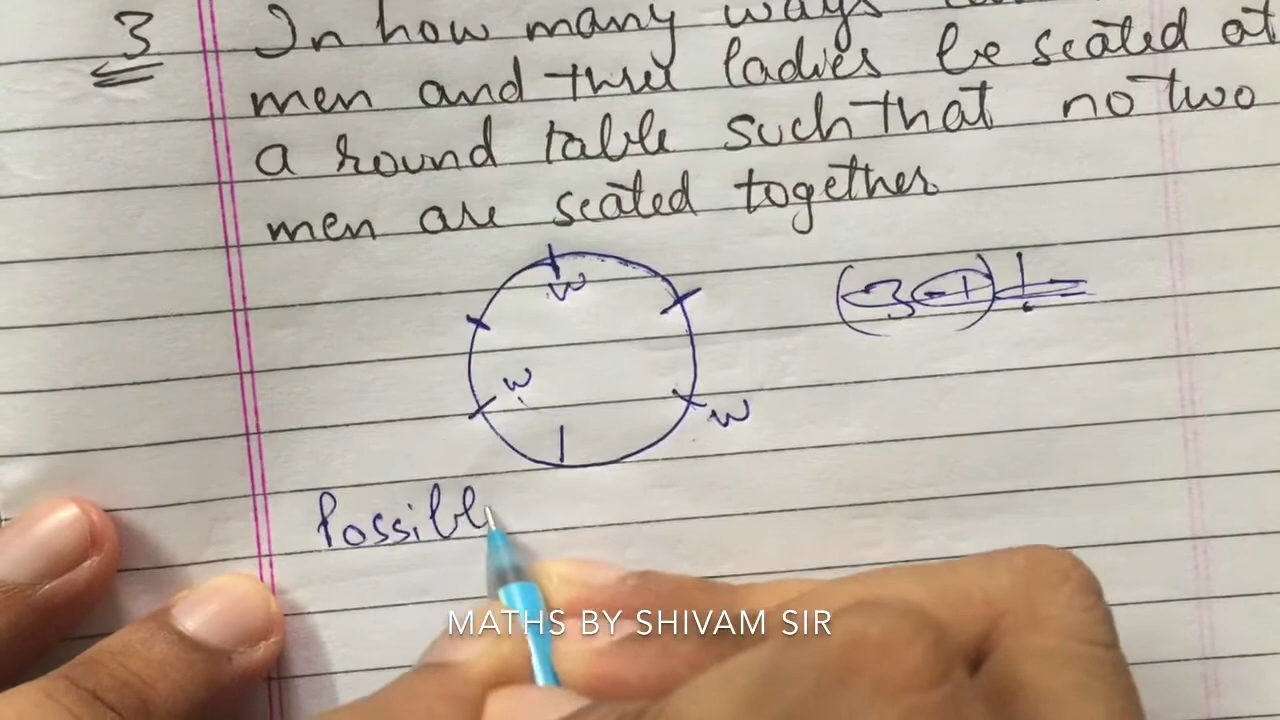 3 In how many ways
men and three ladies be seated at
a round table such that no two
men are seated together
W
(3-1)!
W
W
Possible
MATHS BY SHIVAM SIR